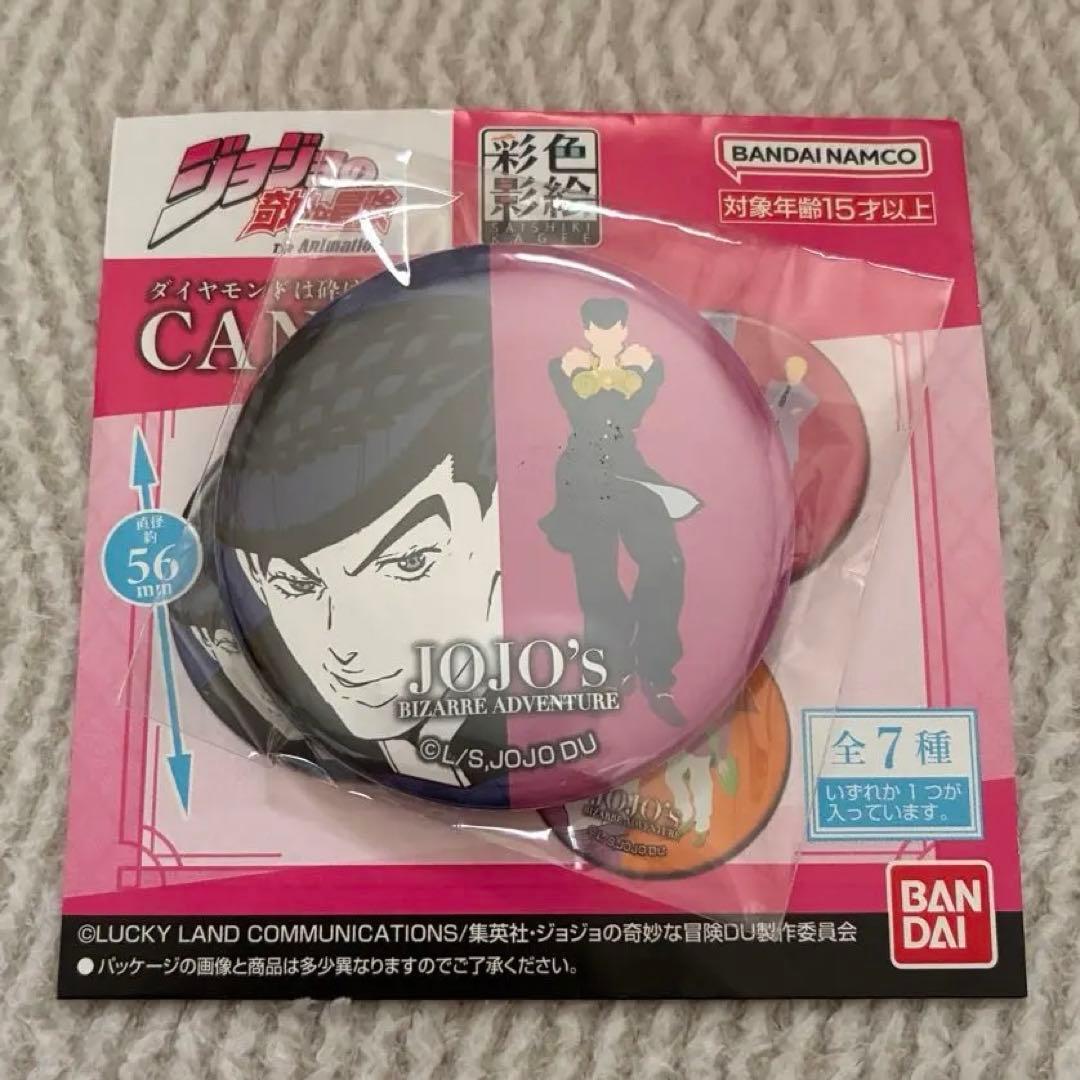 ジョジョの
奇妙な冒険
The Animation
彩色
影絵
SAISHIKI
KAGEE
BANDAI NAMCO
対象年齢15才以上
ダイヤモンドは砕け
CAN
直径
約
56
mm
JOJO's
BIZARRE ADVENTURE
©L/S,JOJO DU
JOJO's
BIZARRE ADVENTURE
©L/S,JOJO DU
全7種
いずれか1つが
入っています。
BAN
DAI
©LUCKY LAND COMMUNICATIONS/集英社・ジョジョの奇妙な冒険DU製作委員会
●パッケージの画像と商品は多少異なりますのでご了承ください。